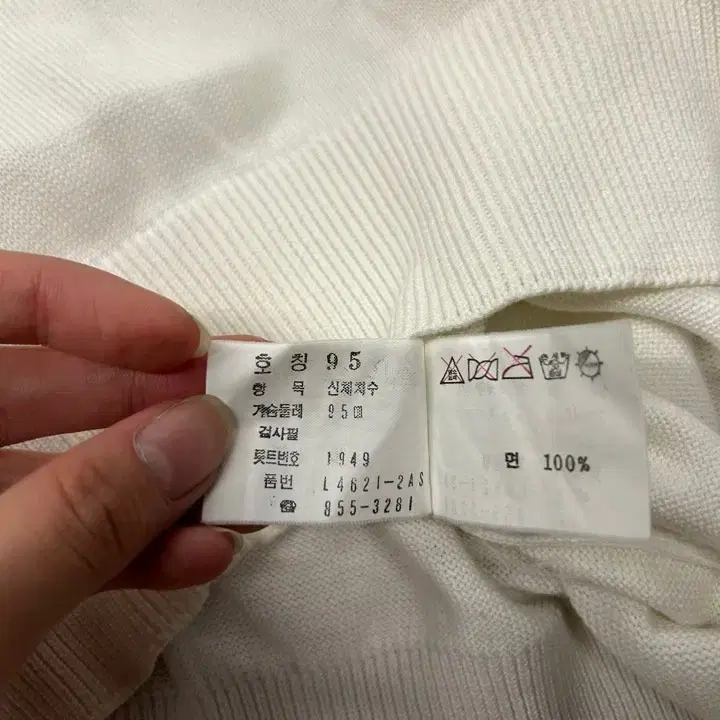 호칭 95
항목 신체치수
가슴둘레 95㎝
검사필
롯트번호 1949
품번 L4621-2AS
☎ 855-3281
면 100%